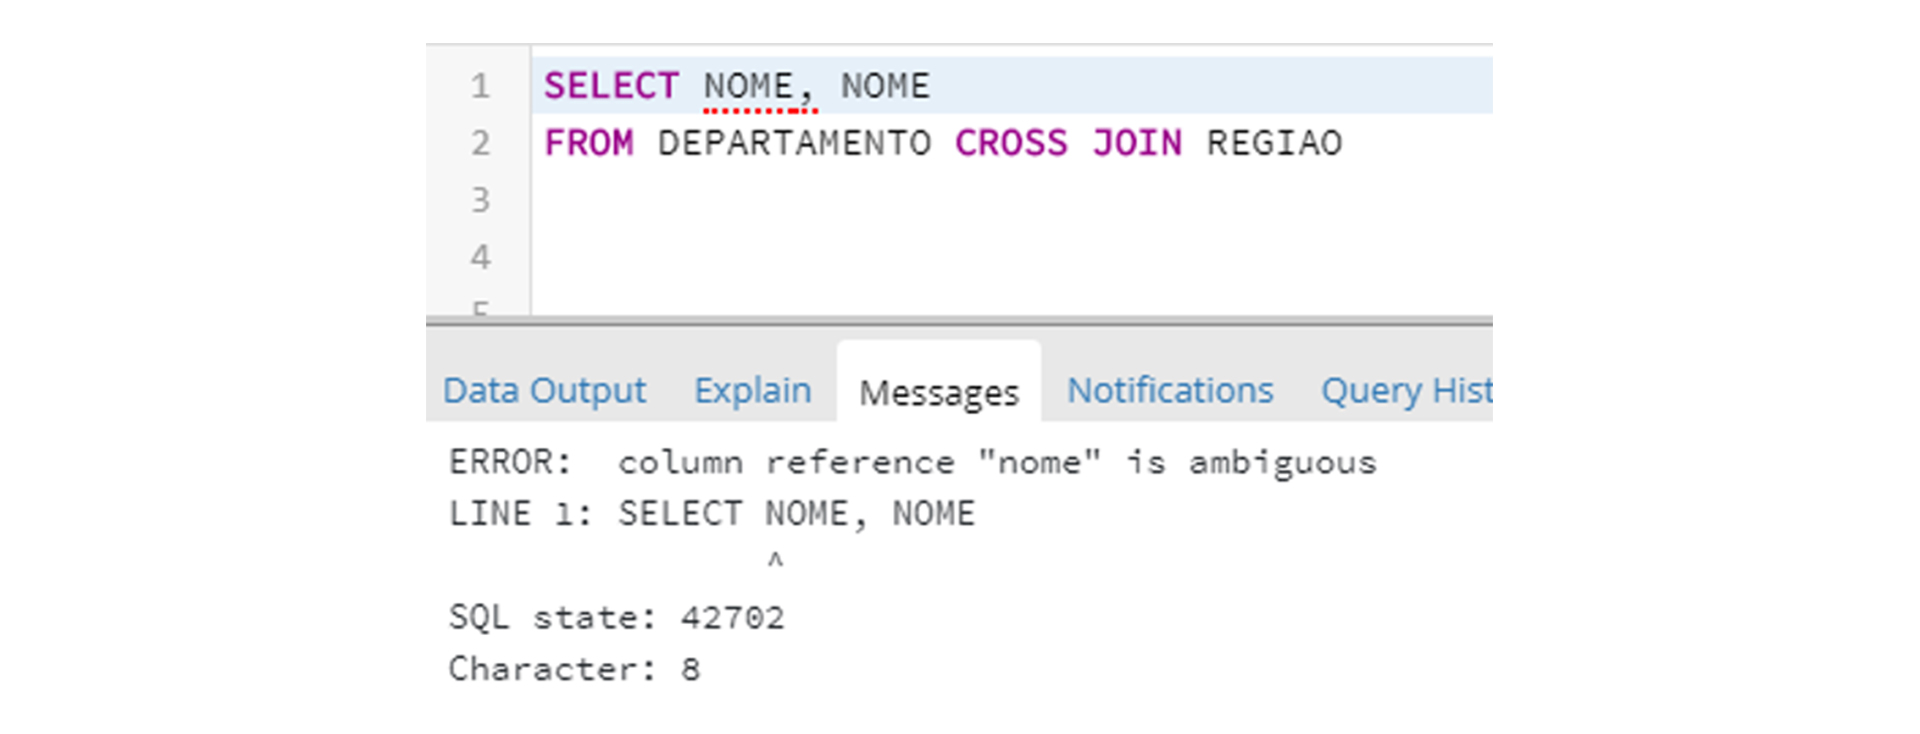 1 SELECT NOME, NOME
2 FROM DEPARTAMENTO CROSS JOIN REGIAO
3
4
Data Output Explain Messages Notifications Query Hist
ERROR:  column reference "nome" is ambiguous
LINE 1: SELECT NOME, NOME
^
SQL state: 42702
Character: 8